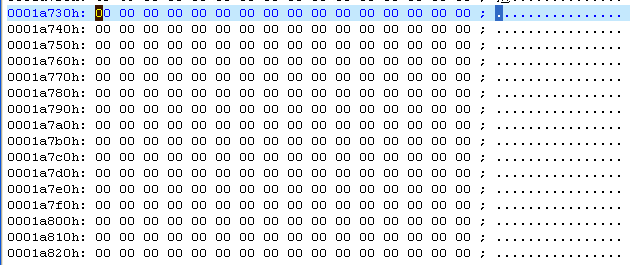 0001a730h: 00 00 00 00 00 00 00 00 00 00 00 00 00 00 00 00 ; ................
0001a740h: 00 00 00 00 00 00 00 00 00 00 00 00 00 00 00 00 ; ................
0001a750h: 00 00 00 00 00 00 00 00 00 00 00 00 00 00 00 00 ; ................
0001a760h: 00 00 00 00 00 00 00 00 00 00 00 00 00 00 00 00 ; ................
0001a770h: 00 00 00 00 00 00 00 00 00 00 00 00 00 00 00 00 ; ................
0001a780h: 00 00 00 00 00 00 00 00 00 00 00 00 00 00 00 00 ; ................
0001a790h: 00 00 00 00 00 00 00 00 00 00 00 00 00 00 00 00 ; ................
0001a7a0h: 00 00 00 00 00 00 00 00 00 00 00 00 00 00 00 00 ; ................
0001a7b0h: 00 00 00 00 00 00 00 00 00 00 00 00 00 00 00 00 ; ................
0001a7c0h: 00 00 00 00 00 00 00 00 00 00 00 00 00 00 00 00 ; ................
0001a7d0h: 00 00 00 00 00 00 00 00 00 00 00 00 00 00 00 00 ; ................
0001a7e0h: 00 00 00 00 00 00 00 00 00 00 00 00 00 00 00 00 ; ................
0001a7f0h: 00 00 00 00 00 00 00 00 00 00 00 00 00 00 00 00 ; ................
0001a800h: 00 00 00 00 00 00 00 00 00 00 00 00 00 00 00 00 ; ................
0001a810h: 00 00 00 00 00 00 00 00 00 00 00 00 00 00 00 00 ; ................
0001a820h: 00 00 00 00 00 00 00 00 00 00 00 00 00 00 00 00 ; ................